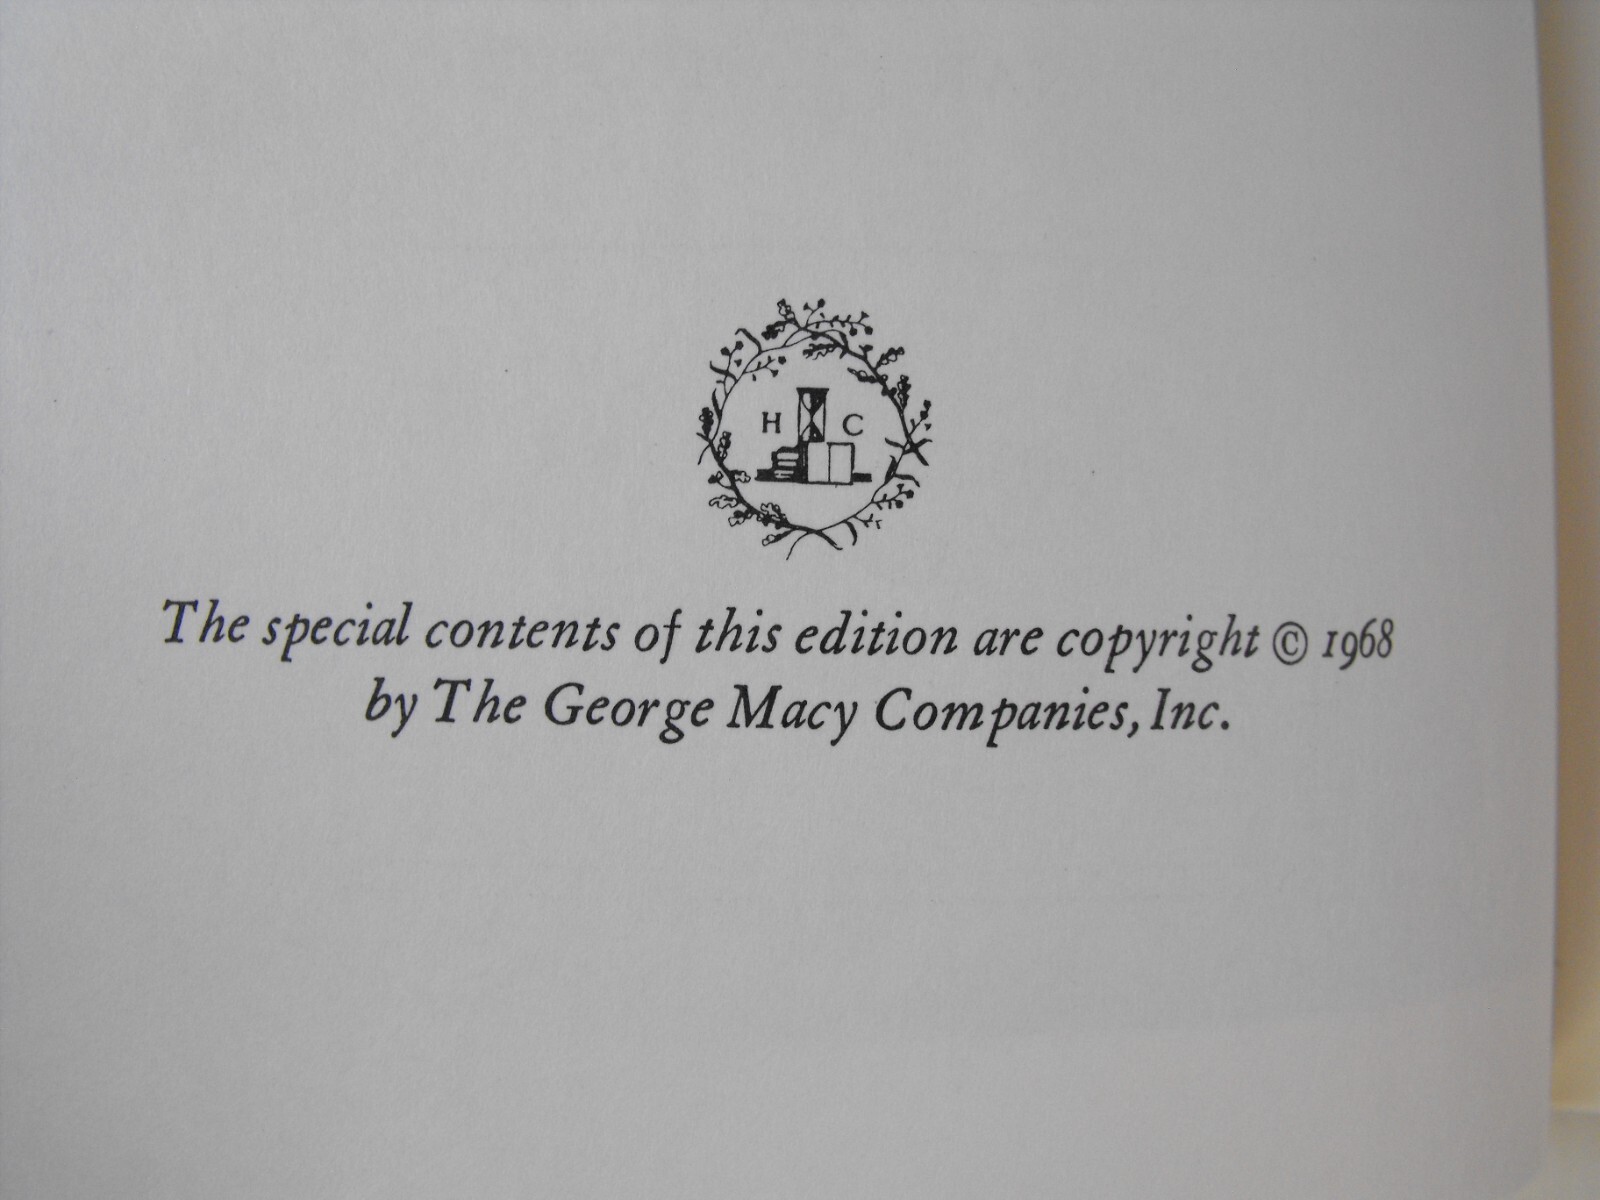 H C
The special contents of this edition are copyright © 1968
by The George Macy Companies, Inc.